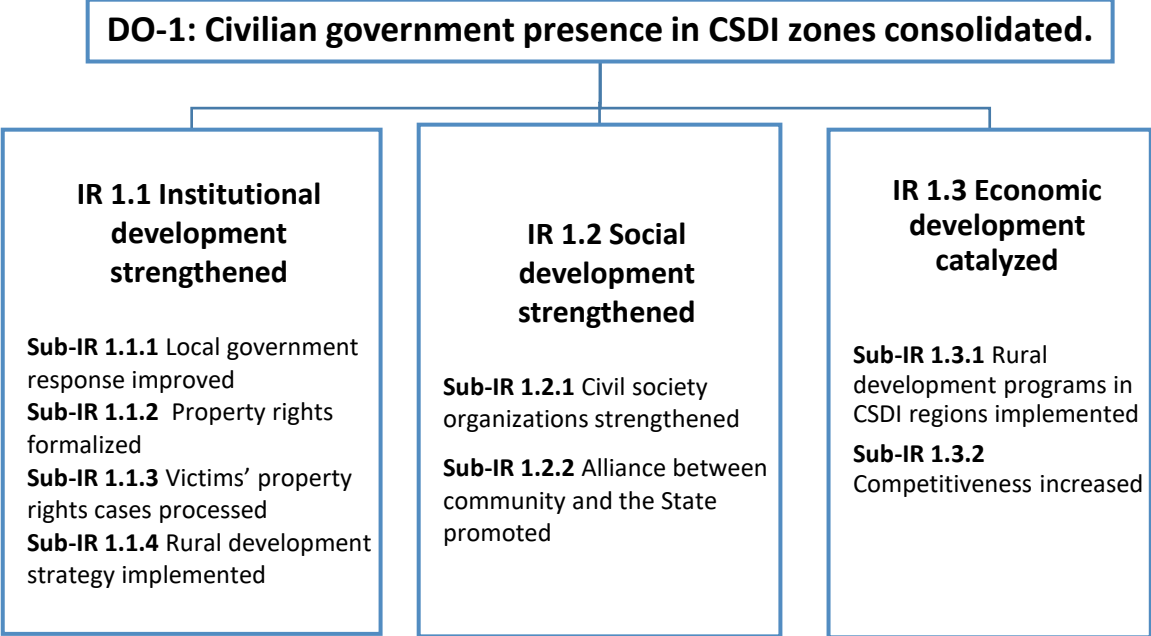 DO-1: Civilian government presence in CSDI zones consolidated.
IR 1.1 Institutional
development
strengthened
Sub-IR 1.1.1 Local government
response improved
Sub-IR 1.1.2 Property rights
formalized
Sub-IR 1.1.3 Victims’ property
rights cases processed
Sub-IR 1.1.4 Rural development
strategy implemented
IR 1.2 Social
development
strengthened
Sub-IR 1.2.1 Civil society
organizations strengthened
Sub-IR 1.2.2 Alliance between
community and the State
promoted
IR 1.3 Economic
development
catalyzed
Sub-IR 1.3.1 Rural
development programs in
CSDI regions implemented
Sub-IR 1.3.2
Competitiveness increased